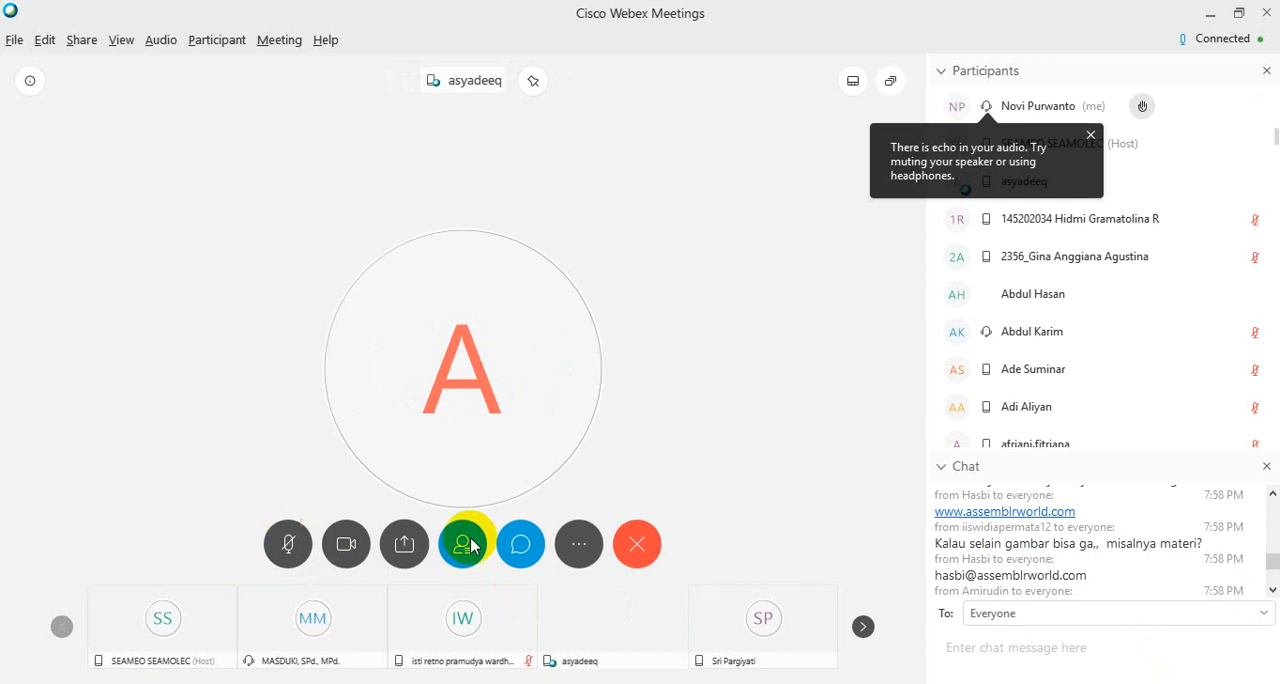 Cisco Webex Meetings
File Edit Share View Audio Participant Meeting Help
Connected
asyadeeq
Participants
NP Novi Purwanto (me)
There is echo in your audio. Try
muting your speaker or using
headphones.
SEAMEO SEAMOLEC (Host)
asyadeeq
1R 145202034 Hidmi Gramatolina R
2A 2356_Gina Anggiana Agustina
AH Abdul Hasan
AK Abdul Karim
AS Ade Suminar
AA Adi Aliyan
A afriani.fitriana
A
Chat
from Hasbi to everyone: 7:58 PM
www.assemblrworld.com
from iiswidiapermata12 to everyone: 7:58 PM
Kalau selain gambar bisa ga,, misalnya materi?
from Hasbi to everyone: 7:58 PM
hasbi@assemblrworld.com
from Amirudin to everyone: 7:58 PM
To: Everyone
Enter chat message here
SS
SEAMEO SEAMOLEC (Host)
MM
MASDUKI, SPd., MPd.
IW
isti retno pramudya wardh...
asyadeeq
SP
Sri Pargiyati